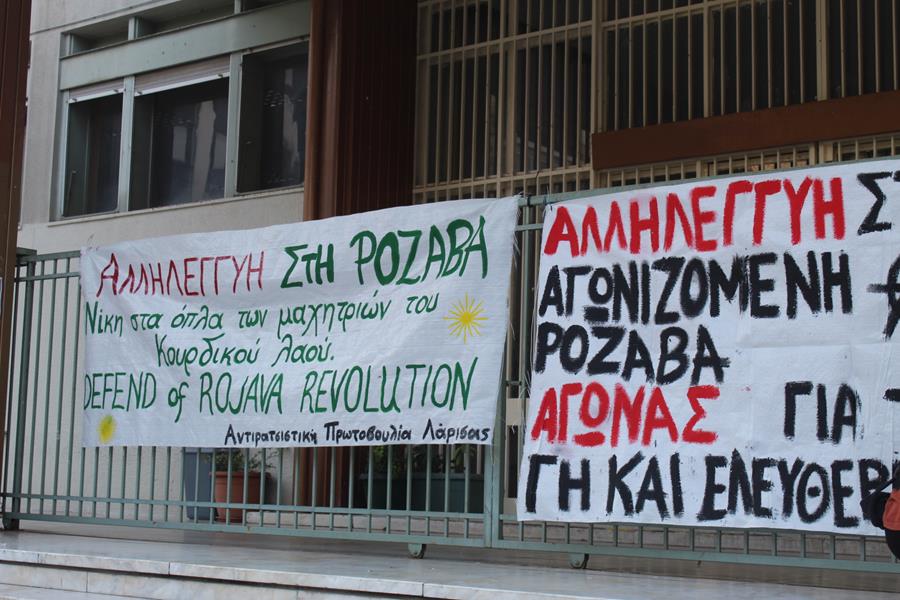 ΑΛΛΗΛΕΓΓΥΗ ΣΤΗ ΡΟΖΑΒΑ
Νίκη στα όπλα των μαχητριών του
Κουρδικού λαού.
DEFEND of ROJAVA REVOLUTION
Αντιρατσιστική Πρωτοβουλία Λάρισας
ΑΛΛΗΛΕΓΓΥΗ
ΑΓΩΝΙΖΟΜΕΝΗ
ΡΟΖΑΒΑ
ΑΓΩΝΑΣ ΓΙΑ
ΓΗ ΚΑΙ